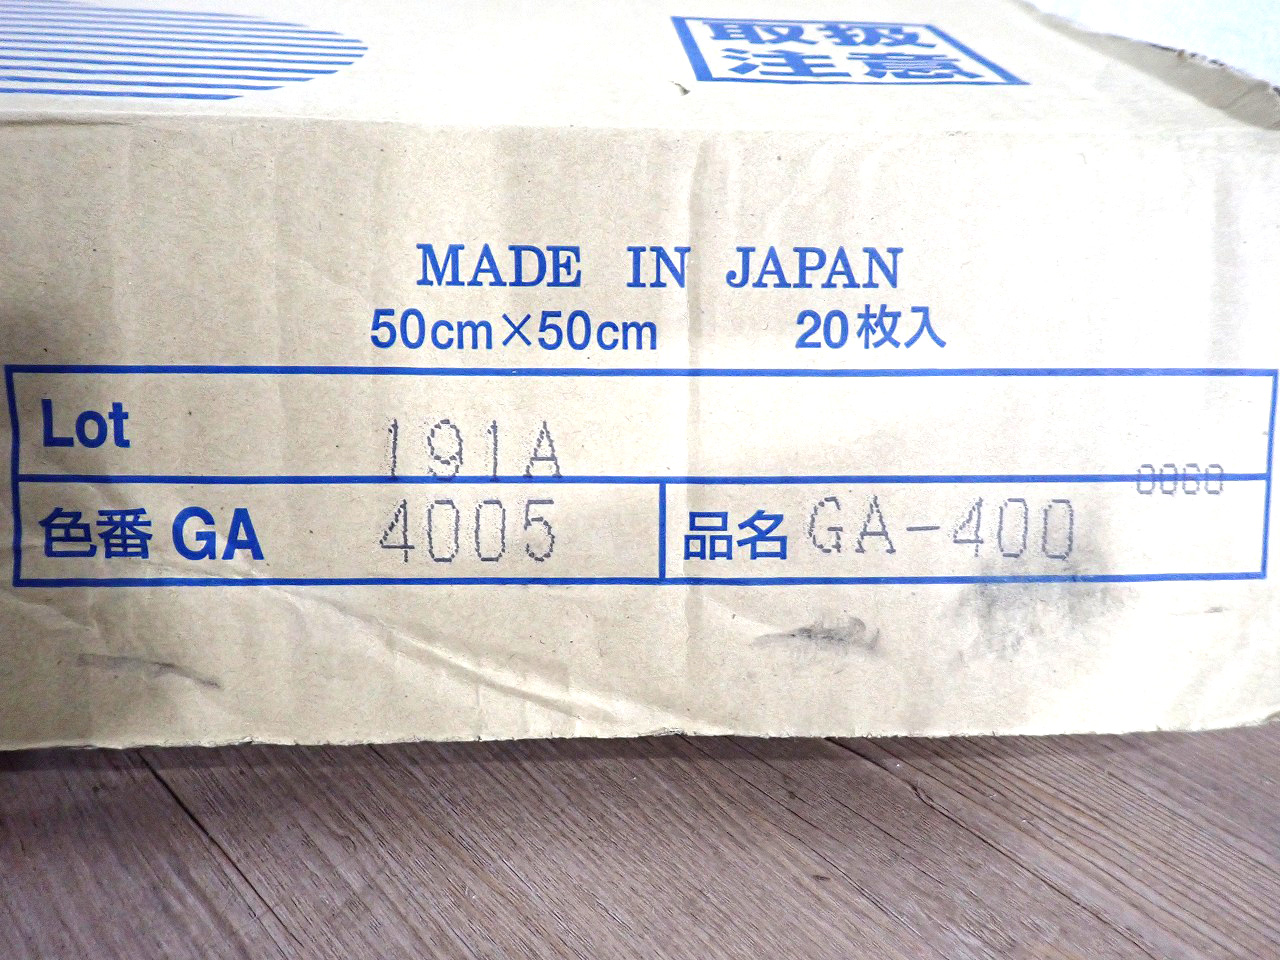 取扱
注意
MADE IN JAPAN
50cm×50cm 20枚入
Lot 191A
色番 GA 4005 品名 GA-400